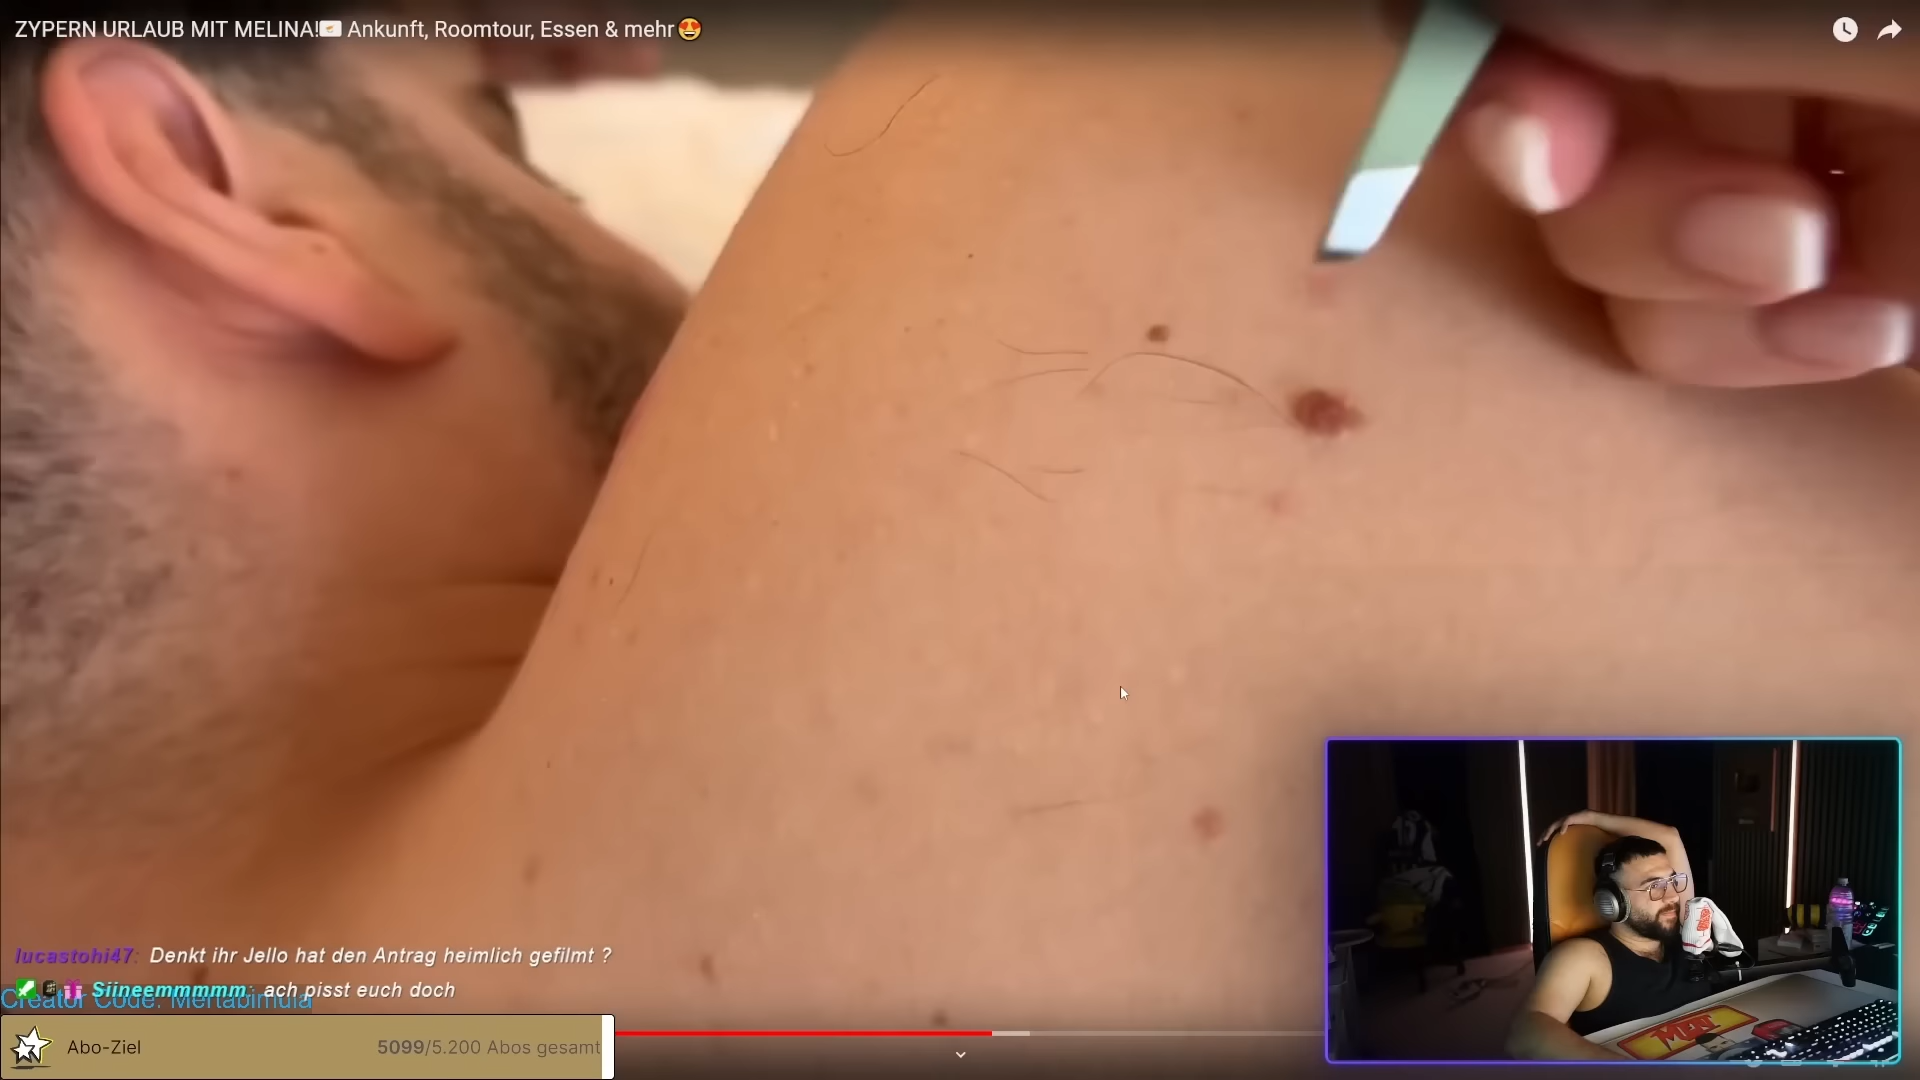 ZYPERN URLAUB MIT MELINA!🇨🇾 Ankunft, Roomtour, Essen & mehr😍
lucastohi47: Denkt ihr Jello hat den Antrag heimlich gefilmt ?
Siineemmmmm: ach pisst euch doch
Creator Code: Mertabimula
Abo-Ziel 5099/5.200 Abos gesamt
MERT